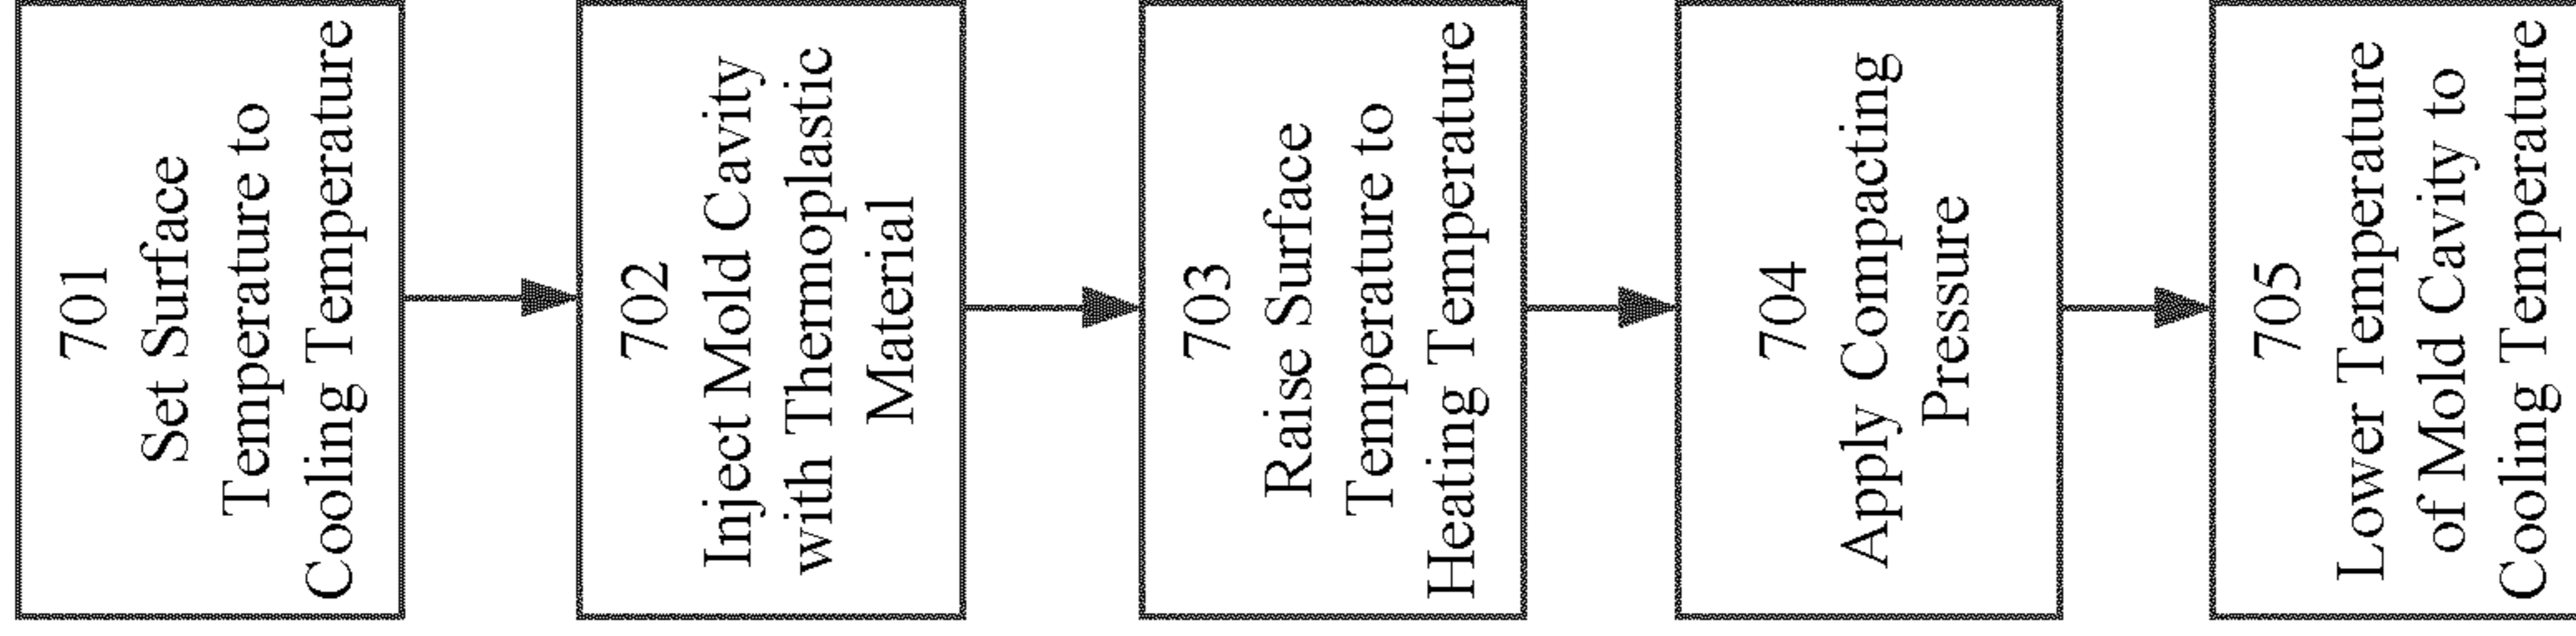 701
Set Surface
Temperature to
Cooling Temperature
702
Inject Mold Cavity
with Thermoplastic
Material
703
Raise Surface
Temperature to
Heating Temperature
704
Apply Compacting
Pressure
705
Lower Temperature
of Mold Cavity to
Cooling Temperature